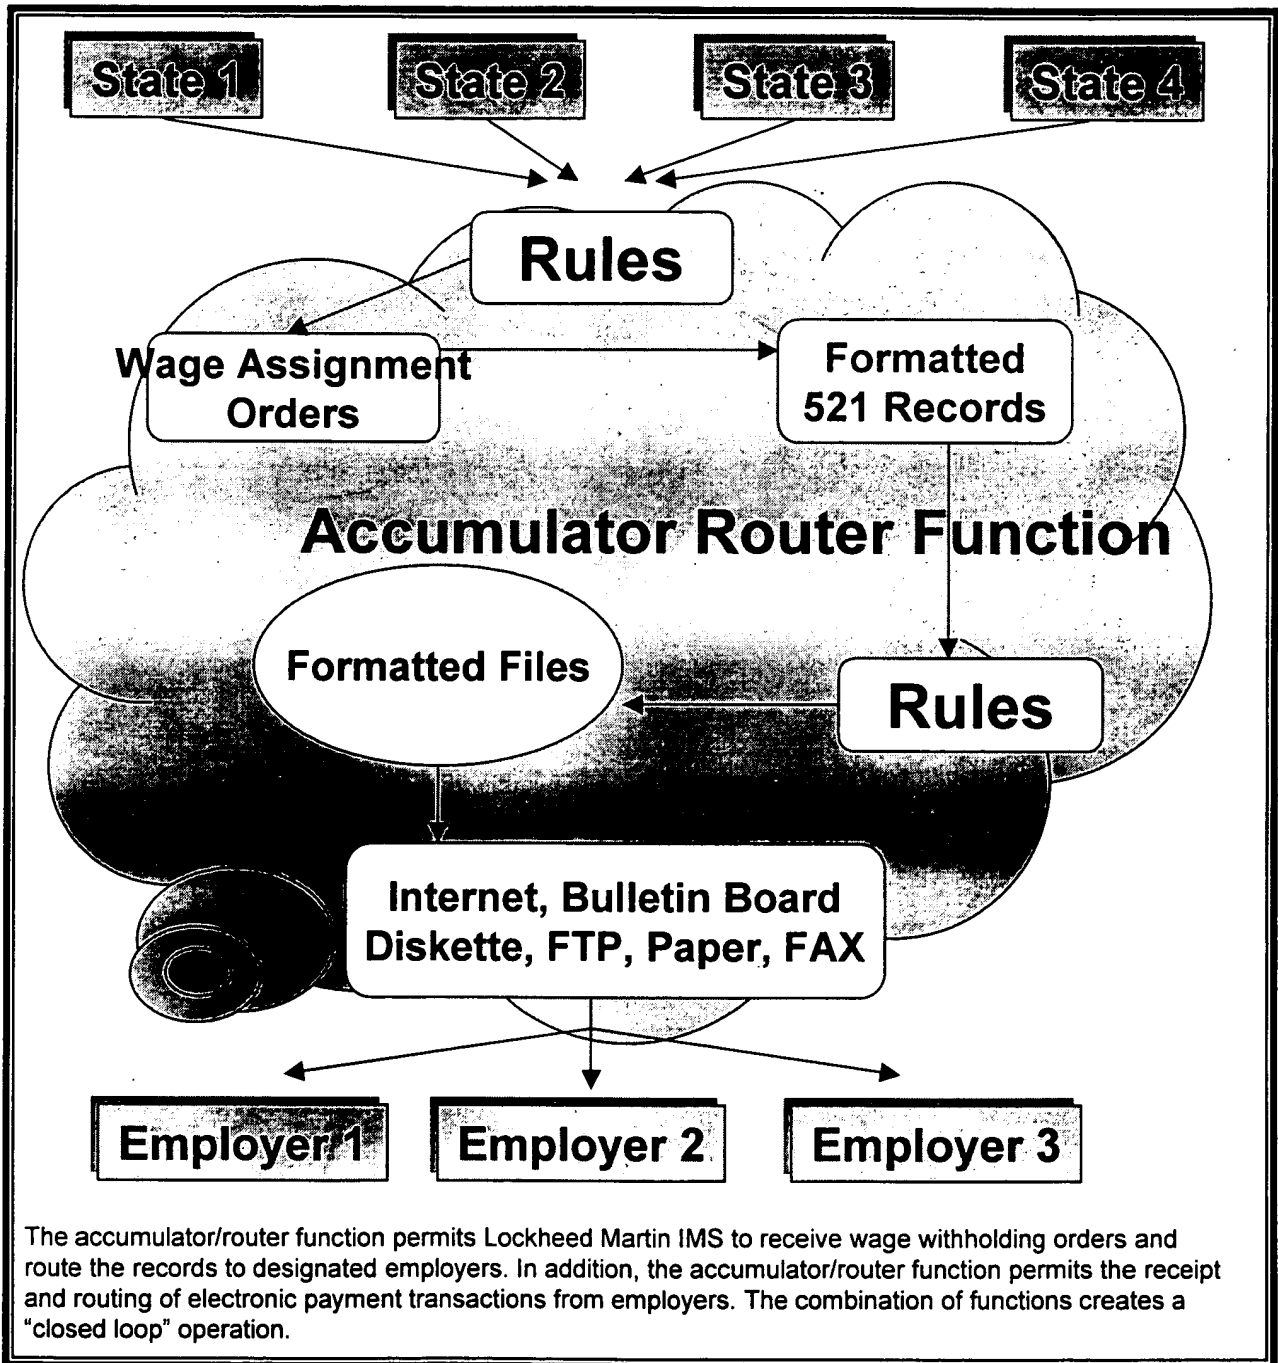 State 1
State 2
State 3
State 4
Rules
Wage Assignment
Orders
Formatted
521 Records
Accumulator Router Function
Formatted Files
Rules
Internet, Bulletin Board
Diskette, FTP, Paper, FAX
Employer 1
Employer 2
Employer 3
The accumulator/router function permits Lockheed Martin IMS to receive wage withholding orders and
route the records to designated employers. In addition, the accumulator/router function permits the receipt
and routing of electronic payment transactions from employers. The combination of functions creates a
"closed loop" operation.